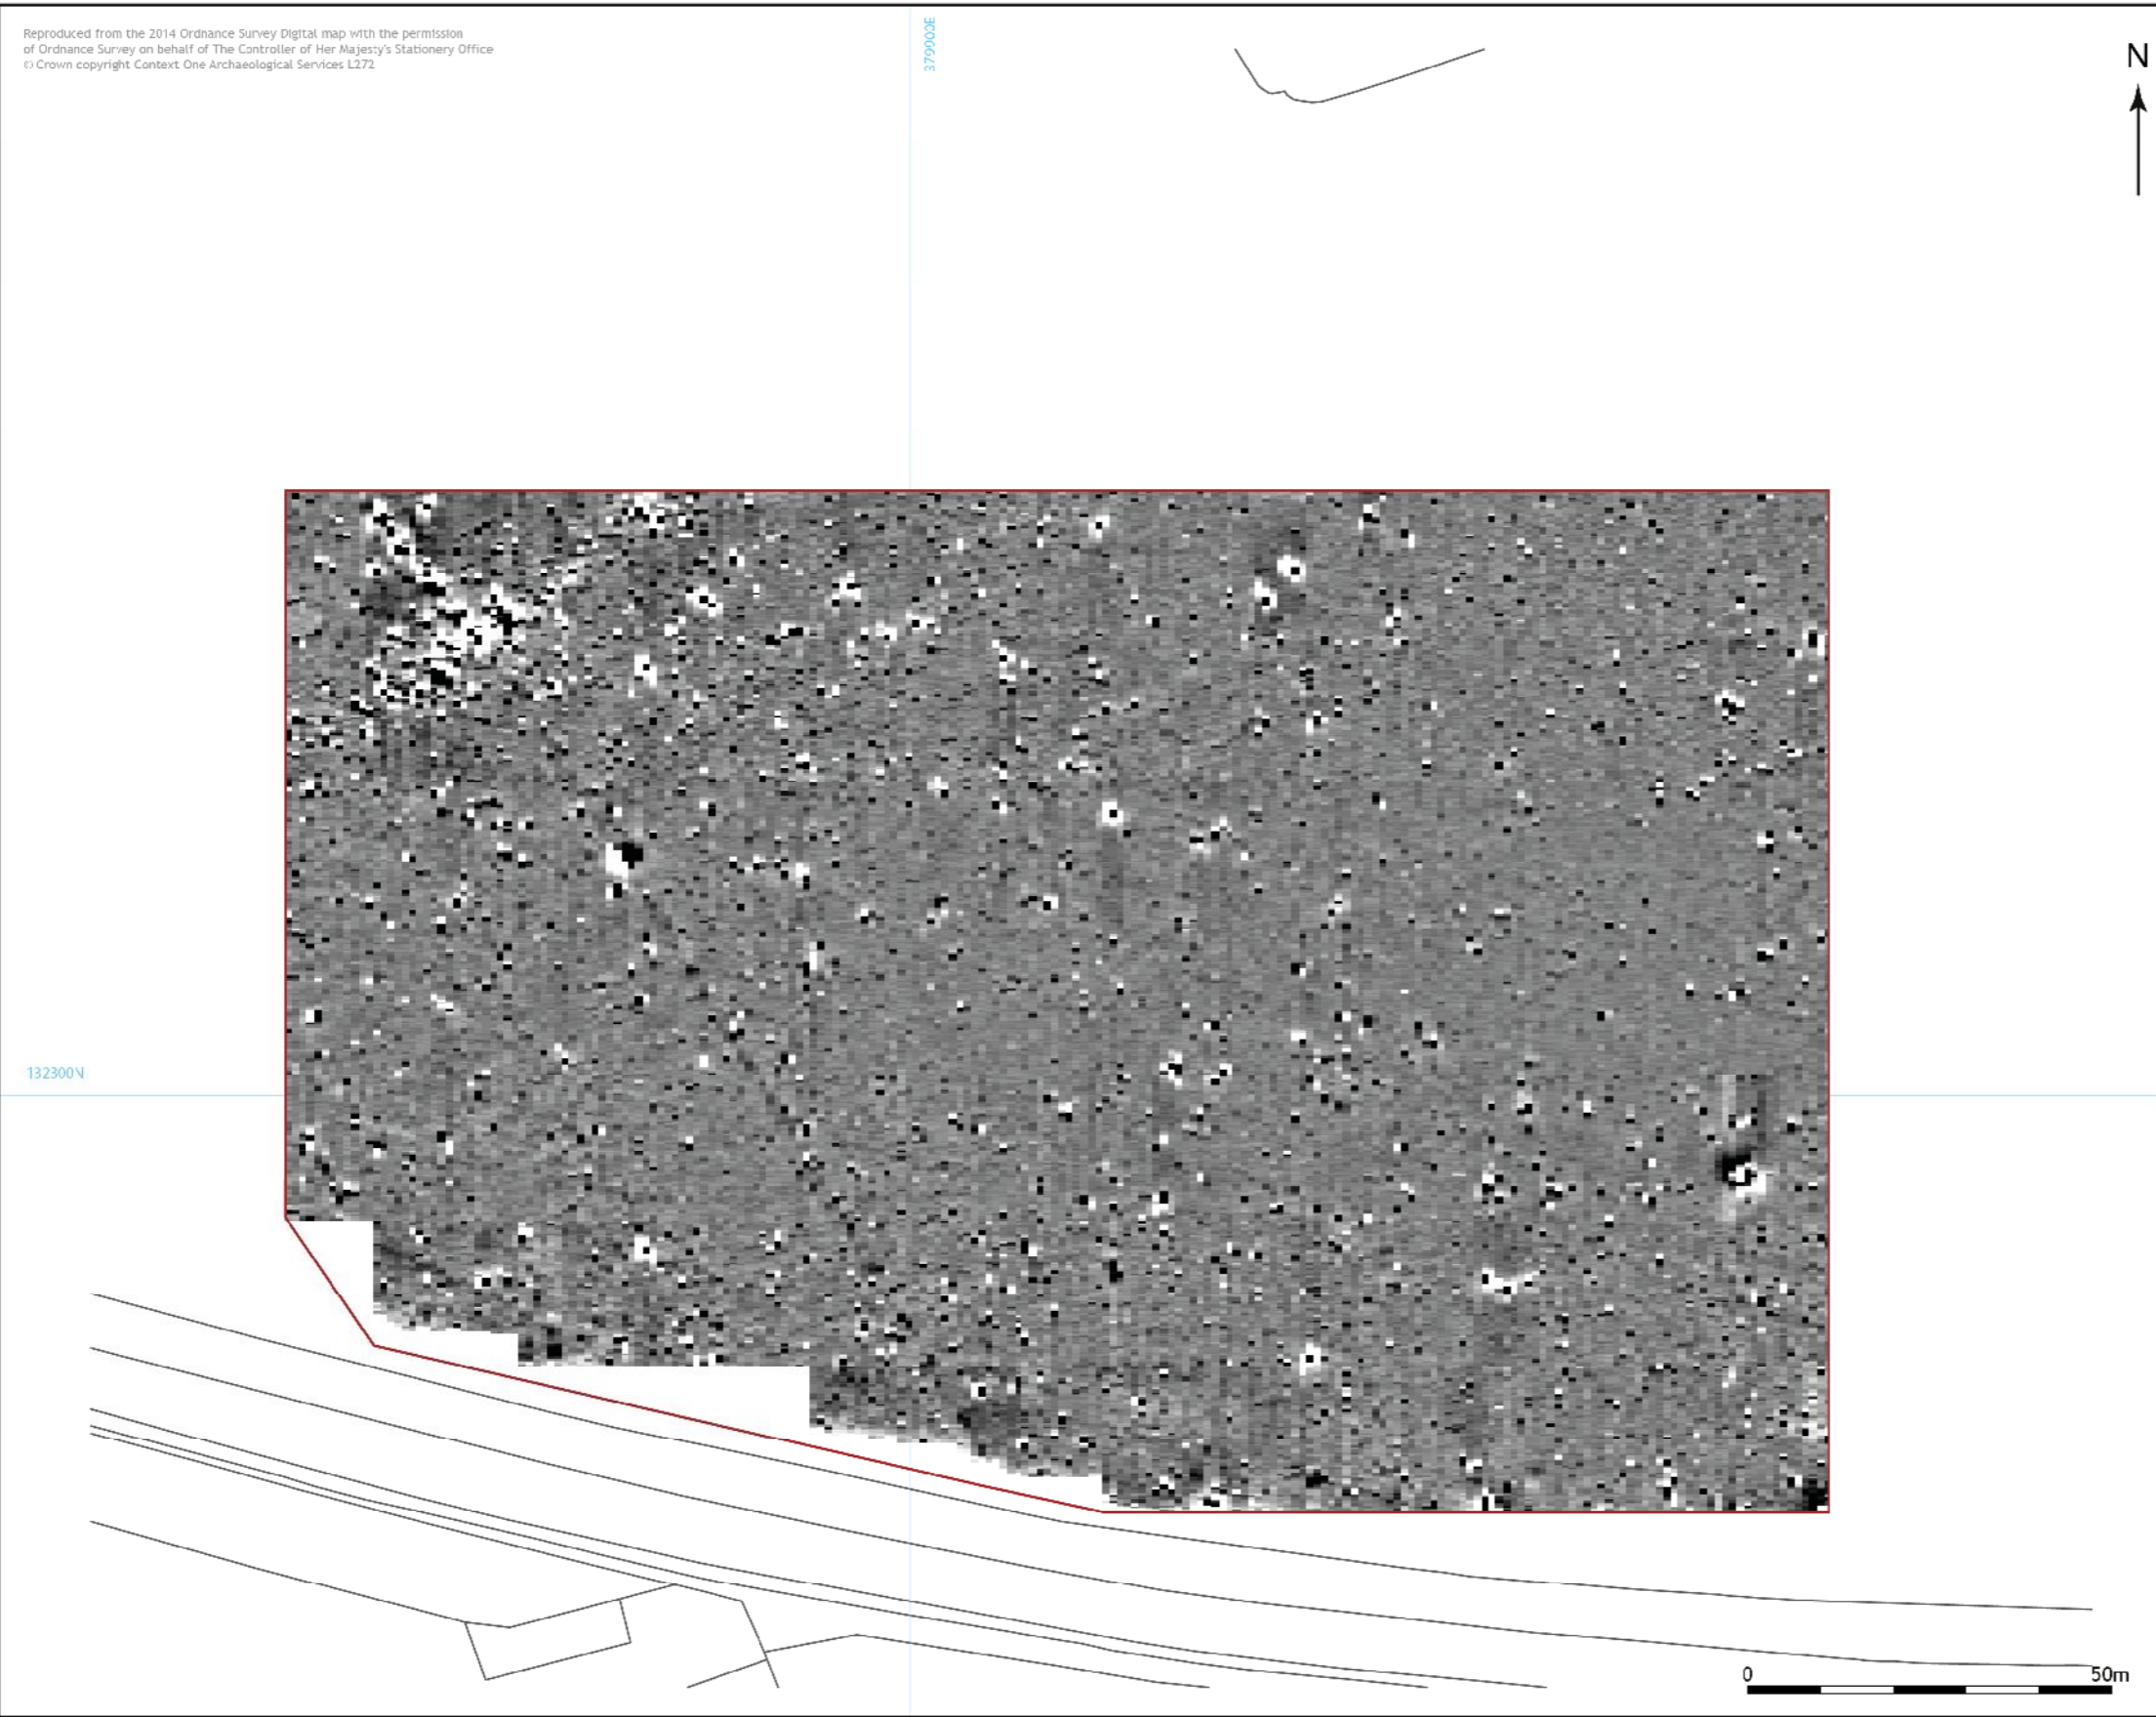 Reproduced from the 2014 Ordnance Survey Digital map with the permission
of Ordnance Survey on behalf of The Controller of Her Majesty's Stationery Office
© Crown copyright Context One Archaeological Services L272
379900E
N
132300N
0 50m